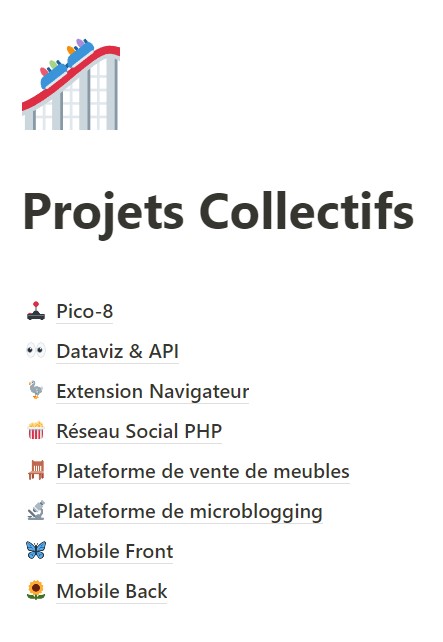 Projets Collectifs
Pico-8
Dataviz & API
Extension Navigateur
Réseau Social PHP
Plateforme de vente de meubles
Plateforme de microblogging
Mobile Front
Mobile Back